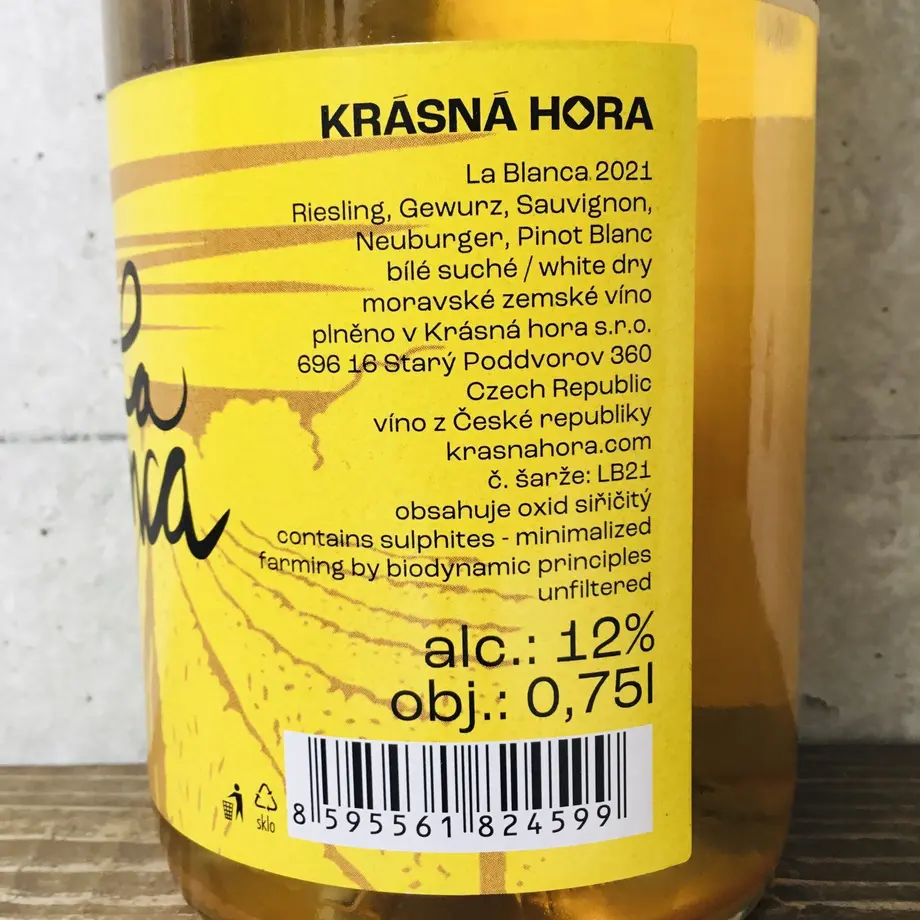 KRÁSNÁ HORA
La Blanca 2021
Riesling, Gewurz, Sauvignon,
Neuburger, Pinot Blanc
bílé suché / white dry
moravské zemské víno
plněno v Krásná hora s.r.o.
696 16 Starý Poddvorov 360
Czech Republic
víno z České republiky
krasnahora.com
č. šarže: LB21
obsahuje oxid siřičitý
contains sulphites - minimalized
farming by biodynamic principles
unfiltered
alc.: 12%
obj.: 0,75l
sklo
8 595561 824599